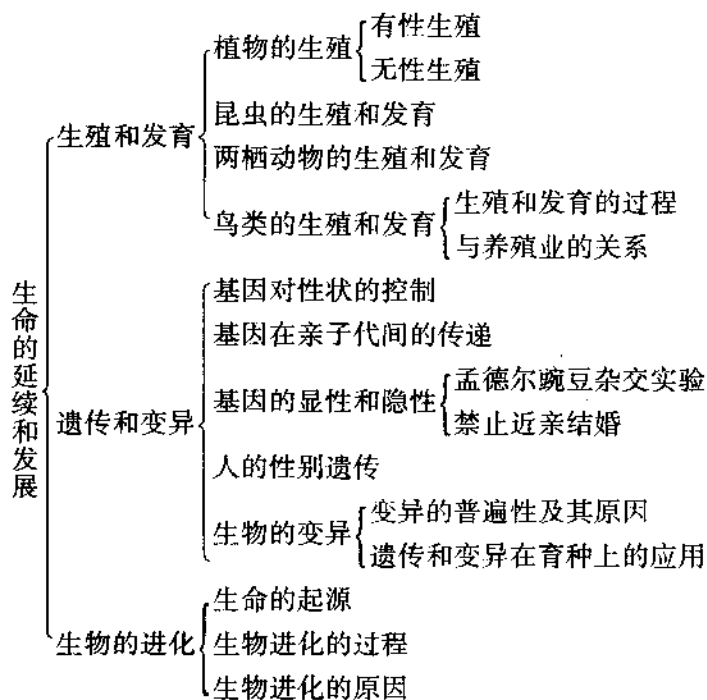 生命的延续和发展
生殖和发育
植物的生殖
有性生殖
无性生殖
昆虫的生殖和发育
两栖动物的生殖和发育
鸟类的生殖和发育
生殖和发育的过程
与养殖业的关系
遗传和变异
基因对性状的控制
基因在亲子代间的传递
基因的显性和隐性
孟德尔豌豆杂交实验
禁止近亲结婚
人的性别遗传
生物的变异
变异的普遍性及其原因
遗传和变异在育种上的应用
生物的进化
生命的起源
生物进化的过程
生物进化的原因